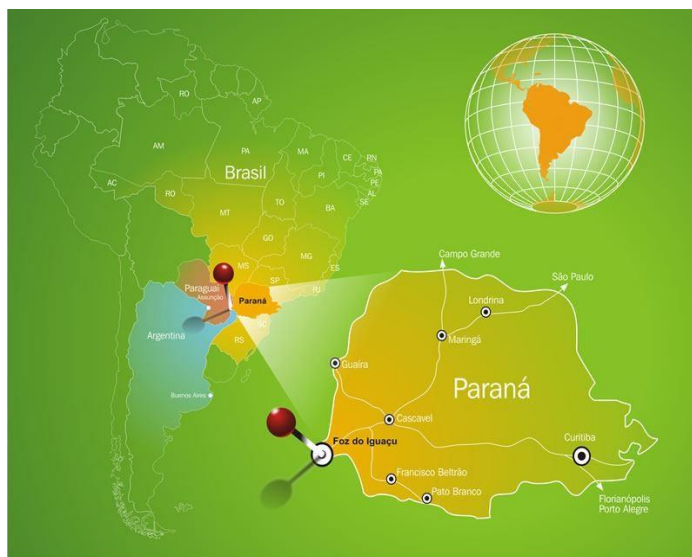 RO
AP
AM
PA
MA
CE
RN
PI
PA
PE
AL
SE
AC
RO
TO
BA
Brasil
MT
GO
MG
ES
MS
SP
RJ
Paraguai
Assunção
Paraná
SC
Argentina
RS
Buenos Aires
Campo Grande
São Paulo
Londrina
Maringá
Guaíra
Paraná
Cascavel
Foz do Iguaçu
Curitiba
Francisco Beltrão
Pato Branco
Florianópolis
Porto Alegre